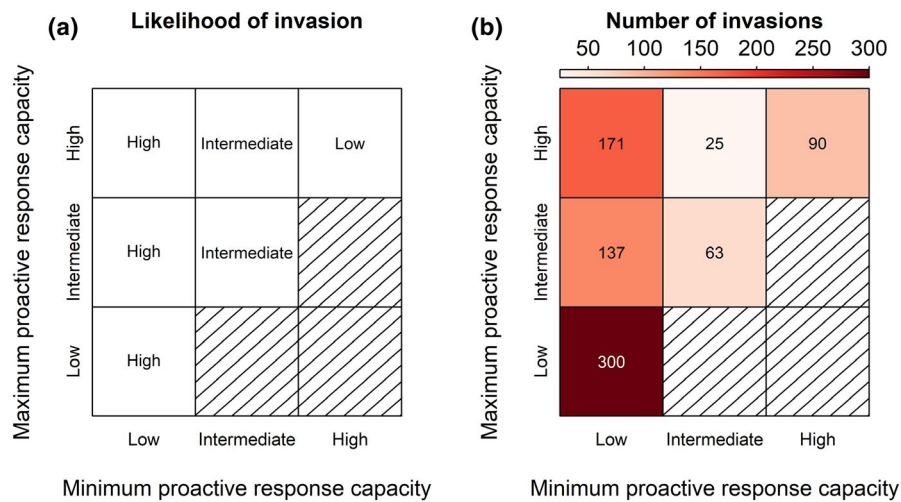 (a)
Likelihood of invasion
Maximum proactive response capacity
High
Intermediate
Low
High
Intermediate
Low
High
Intermediate
High
Low
Intermediate
High
Minimum proactive response capacity
(b)
Number of invasions
50 100 150 200 250 300
Maximum proactive response capacity
High
Intermediate
Low
171
25
90
137
63
300
Low
Intermediate
High
Minimum proactive response capacity